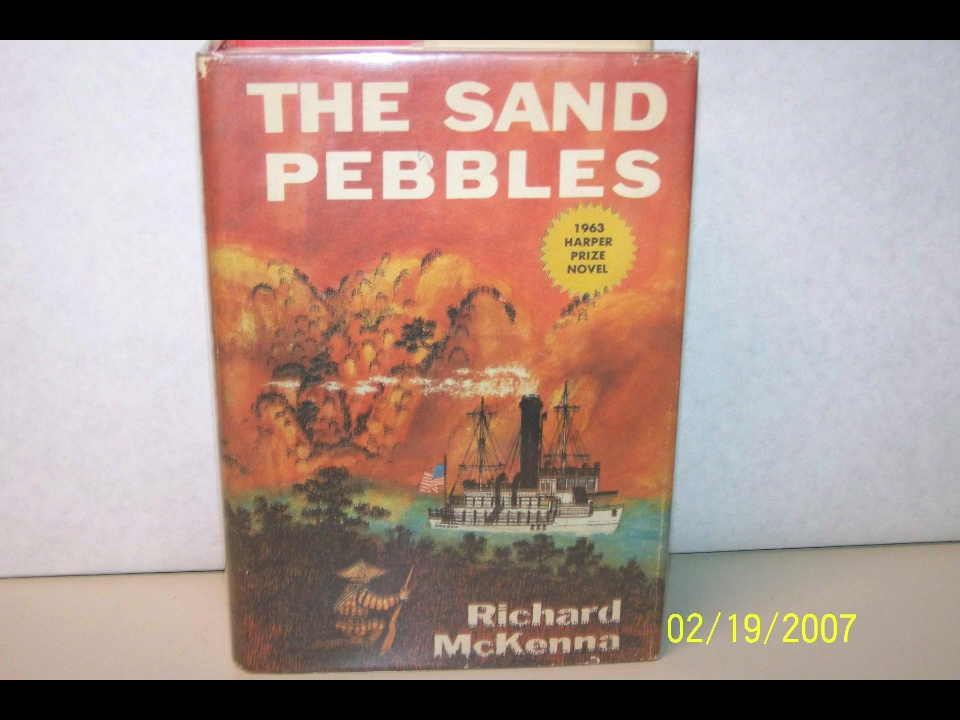 THE SAND
PEBBLES
1963
HARPER
PRIZE
NOVEL
Richard
McKenna
02/19/2007